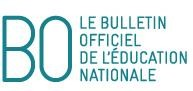 BO
LE BULLETIN
OFFICIEL
DE L'ÉDUCATION
NATIONALE